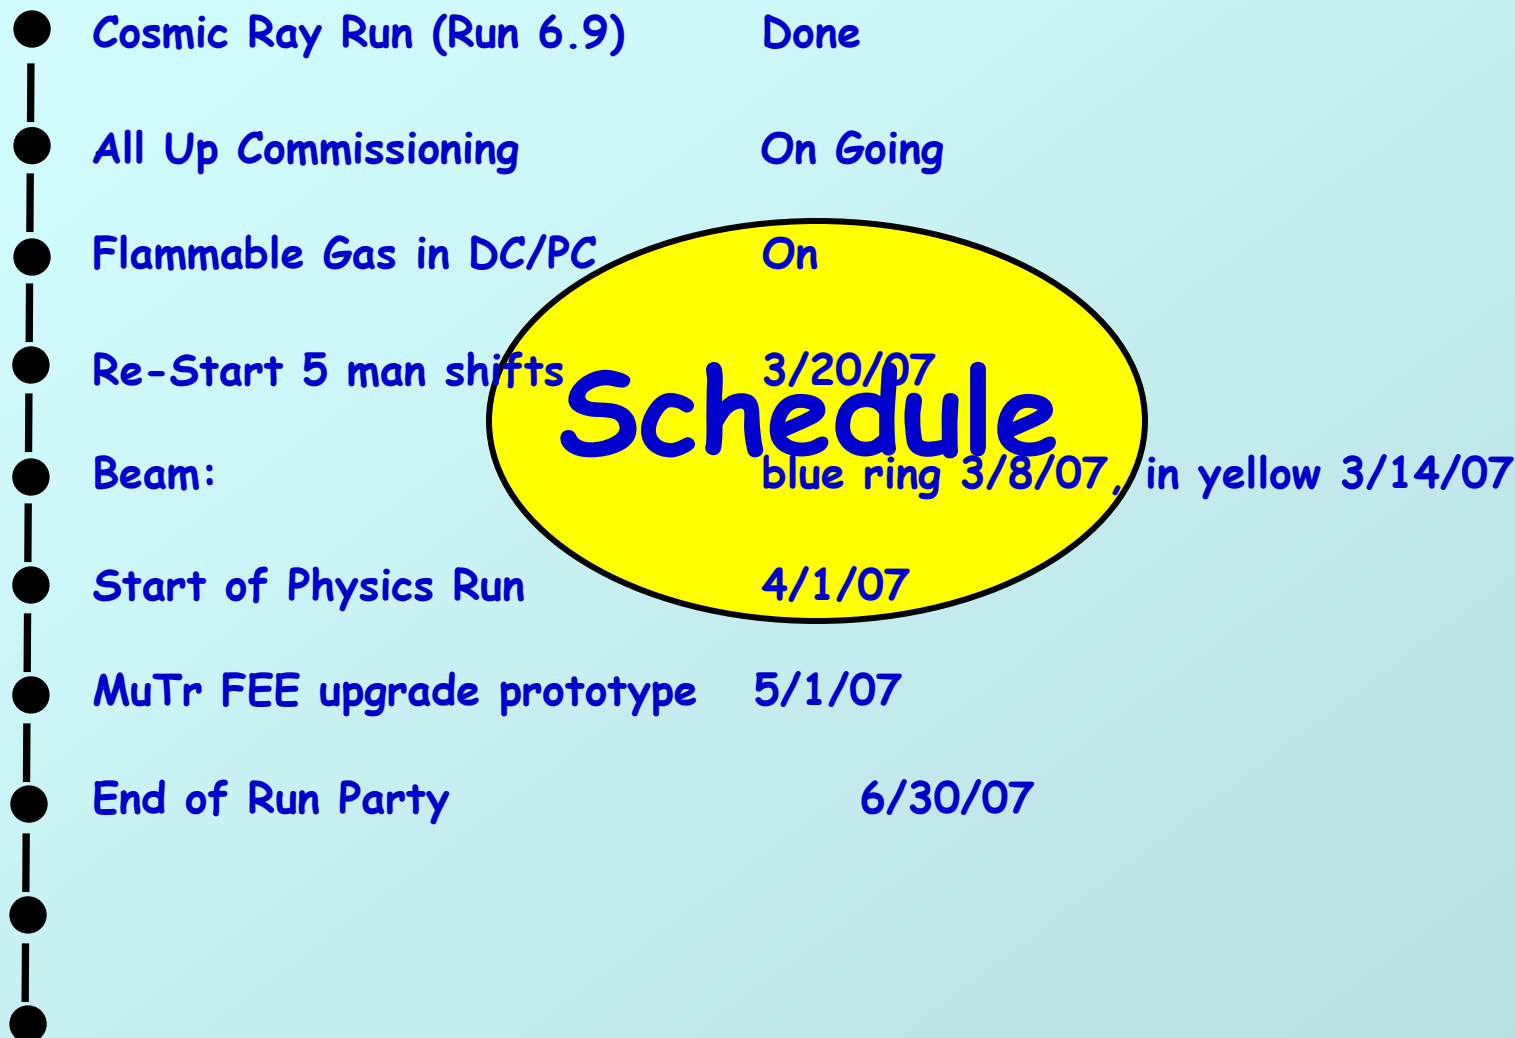 Cosmic Ray Run (Run 6.9) Done
All Up Commissioning On Going
Flammable Gas in DC/PC On
Re-Start 5 man shifts 3/20/07
Schedule
Beam: blue ring 3/8/07, in yellow 3/14/07
Start of Physics Run 4/1/07
MuTr FEE upgrade prototype 5/1/07
End of Run Party 6/30/07